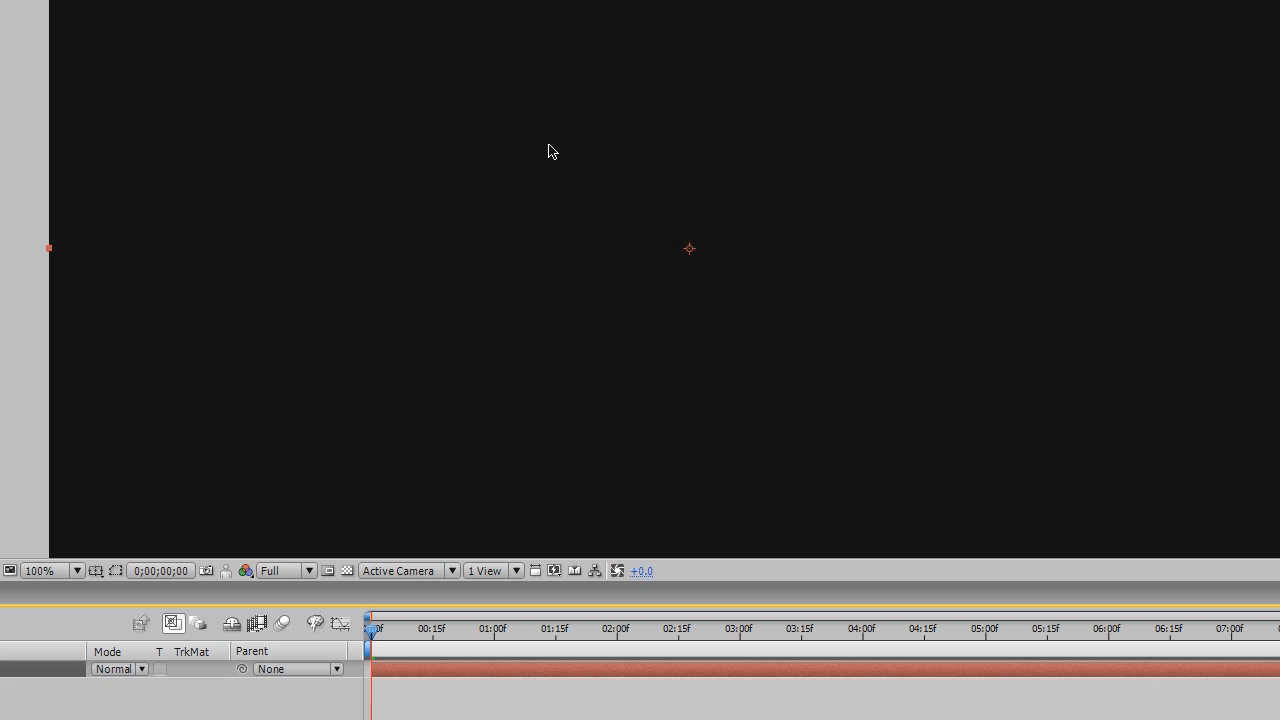 100% 0;00;00;00 Full Active Camera 1 View +0.0
00f 00:15f 01:00f 01:15f 02:00f 02:15f 03:00f 03:15f 04:00f 04:15f 05:00f 05:15f 06:00f 06:15f 07:00f
Mode T TrkMat Parent
Normal None